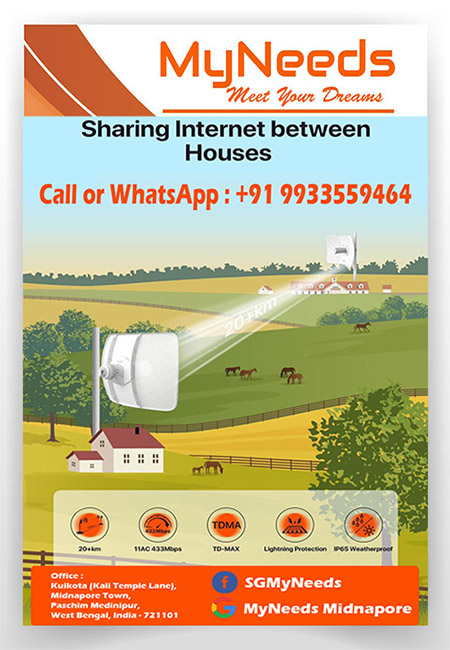 MyNeeds
Meet Your Dreams
Sharing Internet between
Houses
Call or WhatsApp : +91 9933559464
20+km
433Mbps
TDMA
20+km
11AC 433Mbps
TD-MAX
Lightning Protection
IP65 Weatherproof
Office :
Kuikota (Kali Temple Lane),
Midnapore Town,
Paschim Medinipur,
West Bengal, India - 721101
SGMyNeeds
MyNeeds Midnapore